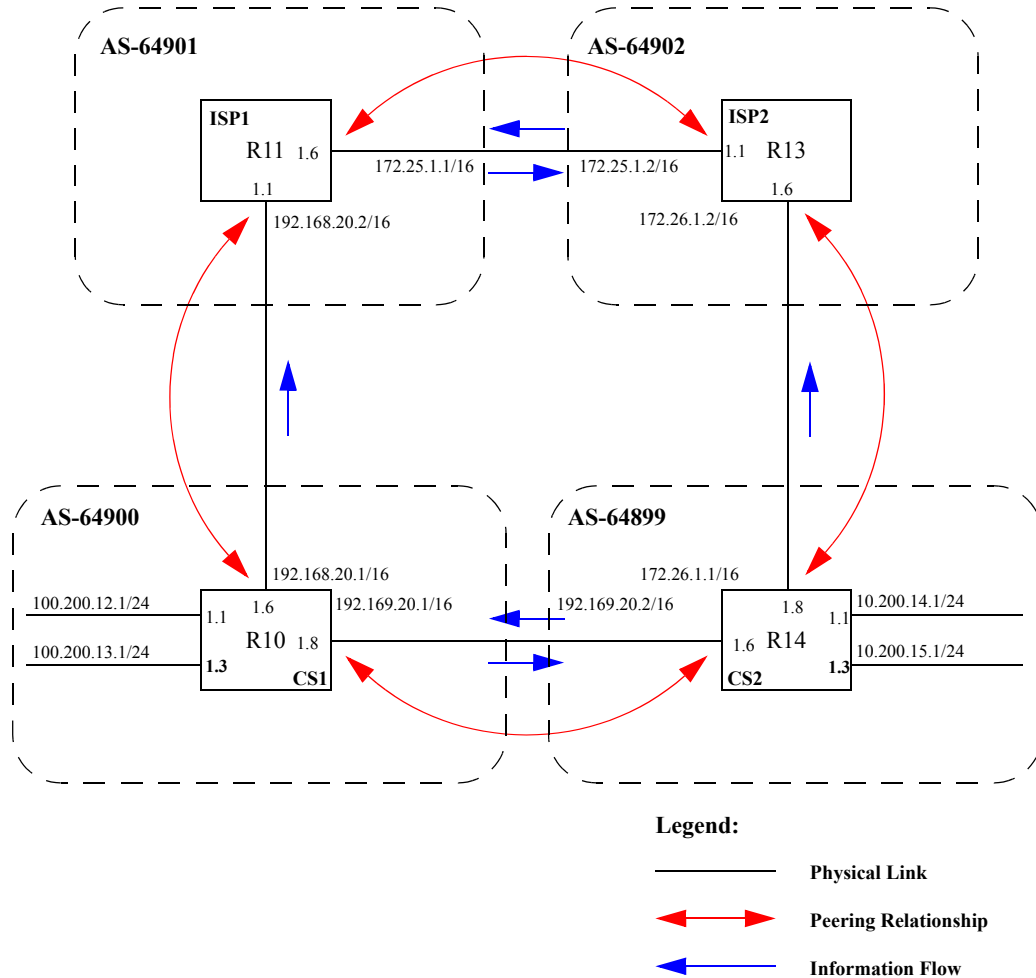 AS-64901
AS-64902
ISP1
R11
1.6
1.1
ISP2
1.1
R13
1.6
172.25.1.1/16
172.25.1.2/16
192.168.20.2/16
172.26.1.2/16
AS-64900
AS-64899
192.168.20.1/16
172.26.1.1/16
100.200.12.1/24
192.169.20.1/16
192.169.20.2/16
10.200.14.1/24
1.6
1.1
R10
1.8
1.3
CS1
100.200.13.1/24
1.8
1.1
1.6
R14
1.3
CS2
10.200.15.1/24
Legend:
Physical Link
Peering Relationship
Information Flow